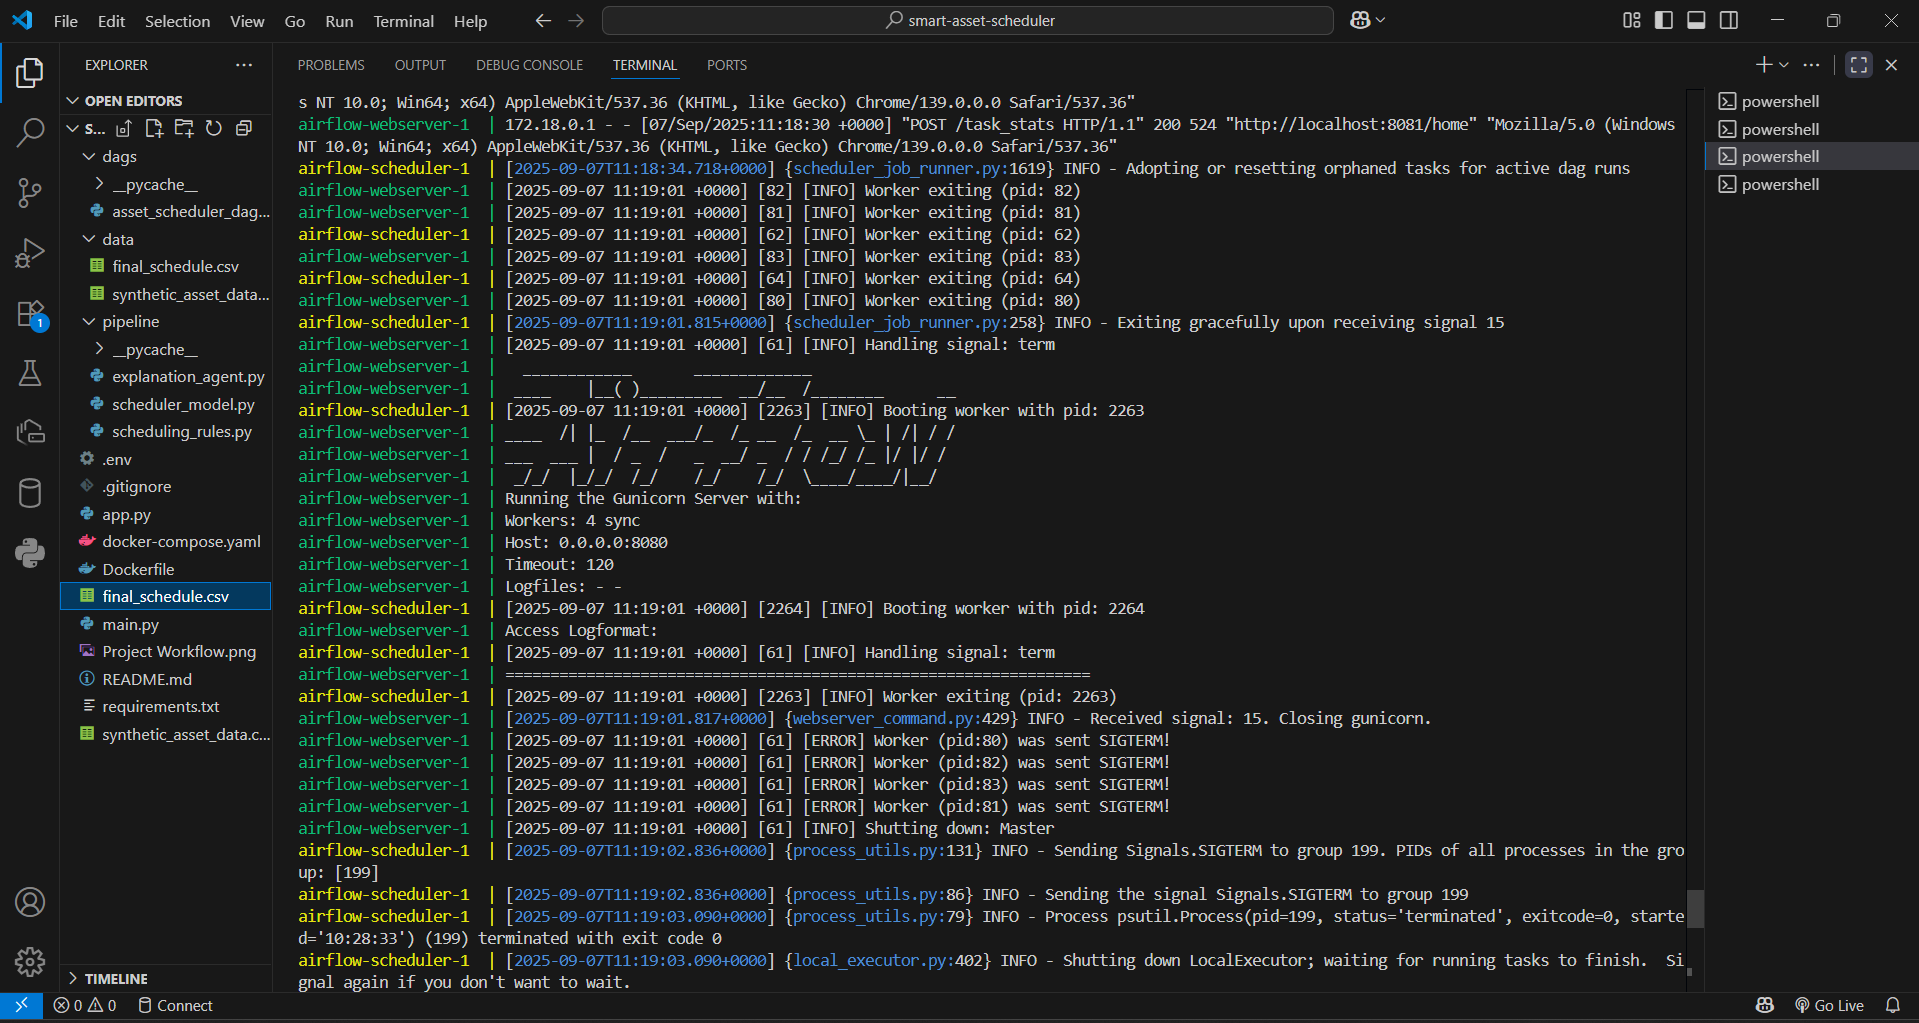 File Edit Selection View Go Run Terminal Help
smart-asset-scheduler
EXPLORER
OPEN EDITORS
S...
dags
__pycache__
asset_scheduler_dag...
data
final_schedule.csv
synthetic_asset_data...
pipeline
__pycache__
explanation_agent.py
scheduler_model.py
scheduling_rules.py
.env
.gitignore
app.py
docker-compose.yaml
Dockerfile
final_schedule.csv
main.py
Project Workflow.png
README.md
requirements.txt
synthetic_asset_data.c...
TIMELINE
1
PROBLEMS OUTPUT DEBUG CONSOLE TERMINAL PORTS
s NT 10.0; Win64; x64) AppleWebKit/537.36 (KHTML, like Gecko) Chrome/139.0.0.0 Safari/537.36"
airflow-webserver-1 | 172.18.0.1 - - [07/Sep/2025:11:18:30 +0000] "POST /task_stats HTTP/1.1" 200 524 "http://localhost:8081/home" "Mozilla/5.0 (Windows
NT 10.0; Win64; x64) AppleWebKit/537.36 (KHTML, like Gecko) Chrome/139.0.0.0 Safari/537.36"
airflow-scheduler-1 | [2025-09-07T11:18:34.718+0000] {scheduler_job_runner.py:1619} INFO - Adopting or resetting orphaned tasks for active dag runs
airflow-webserver-1 | [2025-09-07 11:19:01 +0000] [82] [INFO] Worker exiting (pid: 82)
airflow-webserver-1 | [2025-09-07 11:19:01 +0000] [81] [INFO] Worker exiting (pid: 81)
airflow-scheduler-1 | [2025-09-07 11:19:01 +0000] [62] [INFO] Worker exiting (pid: 62)
airflow-webserver-1 | [2025-09-07 11:19:01 +0000] [83] [INFO] Worker exiting (pid: 83)
airflow-scheduler-1 | [2025-09-07 11:19:01 +0000] [64] [INFO] Worker exiting (pid: 64)
airflow-webserver-1 | [2025-09-07 11:19:01 +0000] [80] [INFO] Worker exiting (pid: 80)
airflow-scheduler-1 | [2025-09-07T11:19:01.815+0000] {scheduler_job_runner.py:258} INFO - Exiting gracefully upon receiving signal 15
airflow-webserver-1 | [2025-09-07 11:19:01 +0000] [61] [INFO] Handling signal: term
airflow-webserver-1 |   ____________       _____________
airflow-webserver-1 |  ____    |__( )_________  __/__  /________      __
airflow-scheduler-1 | [2025-09-07 11:19:01 +0000] [2263] [INFO] Booting worker with pid: 2263
airflow-webserver-1 | ____  /| |_  /__  ___/_  /_ __  /_  __ \_ | /| / /
airflow-webserver-1 | ___  ___ |  / _  /   _  __/ _  / / /_/ /_ |/ |/ /
airflow-webserver-1 |  _/_/  |_/_/  /_/    /_/    /_/  \____/____/|__/
airflow-webserver-1 | Running the Gunicorn Server with:
airflow-webserver-1 | Workers: 4 sync
airflow-webserver-1 | Host: 0.0.0.0:8080
airflow-webserver-1 | Timeout: 120
airflow-webserver-1 | Logfiles: - -
airflow-scheduler-1 | [2025-09-07 11:19:01 +0000] [2264] [INFO] Booting worker with pid: 2264
airflow-webserver-1 | Access Logformat:
airflow-scheduler-1 | [2025-09-07 11:19:01 +0000] [61] [INFO] Handling signal: term
airflow-webserver-1 | =================================================================
airflow-scheduler-1 | [2025-09-07 11:19:01 +0000] [2263] [INFO] Worker exiting (pid: 2263)
airflow-webserver-1 | [2025-09-07T11:19:01.817+0000] {webserver_command.py:429} INFO - Received signal: 15. Closing gunicorn.
airflow-webserver-1 | [2025-09-07 11:19:01 +0000] [61] [ERROR] Worker (pid:80) was sent SIGTERM!
airflow-webserver-1 | [2025-09-07 11:19:01 +0000] [61] [ERROR] Worker (pid:82) was sent SIGTERM!
airflow-webserver-1 | [2025-09-07 11:19:01 +0000] [61] [ERROR] Worker (pid:83) was sent SIGTERM!
airflow-webserver-1 | [2025-09-07 11:19:01 +0000] [61] [ERROR] Worker (pid:81) was sent SIGTERM!
airflow-webserver-1 | [2025-09-07 11:19:01 +0000] [61] [INFO] Shutting down: Master
airflow-scheduler-1 | [2025-09-07T11:19:02.836+0000] {process_utils.py:131} INFO - Sending Signals.SIGTERM to group 199. PIDs of all processes in the gro
up: [199]
airflow-scheduler-1 | [2025-09-07T11:19:02.836+0000] {process_utils.py:86} INFO - Sending the signal Signals.SIGTERM to group 199
airflow-scheduler-1 | [2025-09-07T11:19:03.090+0000] {process_utils.py:79} INFO - Process psutil.Process(pid=199, status='terminated', exitcode=0, starte
d='10:28:33') (199) terminated with exit code 0
airflow-scheduler-1 | [2025-09-07T11:19:03.090+0000] {local_executor.py:402} INFO - Shutting down LocalExecutor; waiting for running tasks to finish.  Si
gnal again if you don't want to wait.
powershell
powershell
powershell
powershell
0 0 Connect Go Live